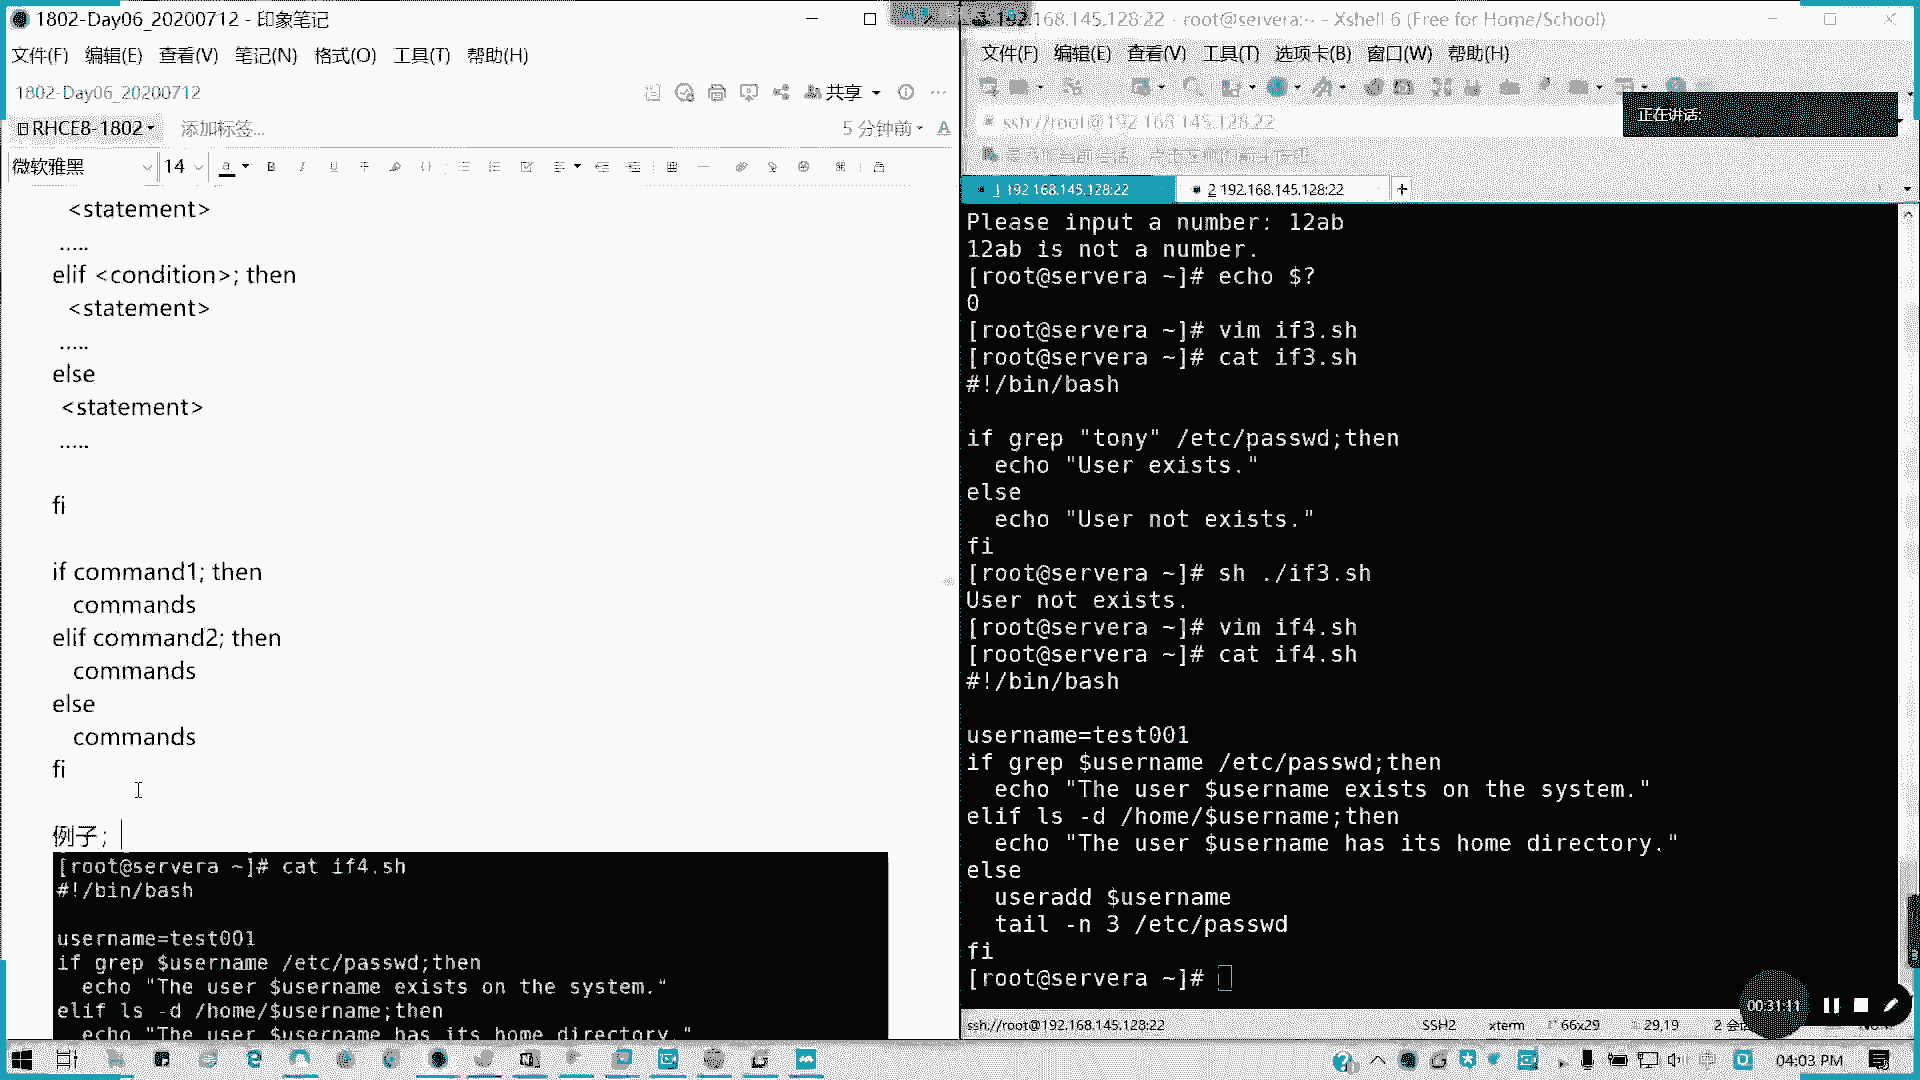 1802-Day06_20200712 - 印象笔记
文件(F) 编辑(E) 查看(V) 笔记(N) 格式(O) 工具(T) 帮助(H)
1802-Day06_20200712
共享
RHCE8-1802
添加标签...
5 分钟前
微软雅黑
14
<statement>
.....
elif <condition>; then
<statement>
.....
else
<statement>
.....
fi
if command1; then
commands
elif command2; then
commands
else
commands
fi
例子；
[root@servera ~]# cat if4.sh
#!/bin/bash
username=test001
if grep $username /etc/passwd;then
echo "The user $username exists on the system."
elif ls -d /home/$username;then
echo "The user $username has its home directory."
192.168.145.128:22 - root@servera:~ - Xshell 6 (Free for Home/School)
文件(F) 编辑(E) 查看(V) 工具(T) 选项卡(B) 窗口(W) 帮助(H)
ssh://root@192.168.145.128:22
正在讲话:
1 192.168.145.128:22
2 192.168.145.128:22
Please input a number: 12ab
12ab is not a number.
[root@servera ~]# echo $?
0
[root@servera ~]# vim if3.sh
[root@servera ~]# cat if3.sh
#!/bin/bash
if grep "tony" /etc/passwd;then
echo "User exists."
else
echo "User not exists."
fi
[root@servera ~]# sh ./if3.sh
User not exists.
[root@servera ~]# vim if4.sh
[root@servera ~]# cat if4.sh
#!/bin/bash
username=test001
if grep $username /etc/passwd;then
echo "The user $username exists on the system."
elif ls -d /home/$username;then
echo "The user $username has its home directory."
else
useradd $username
tail -n 3 /etc/passwd
fi
[root@servera ~]#
00:31:11
ssh://root@192.168.145.128:22
SSH2
xterm
66x29
29,19
04:03 PM